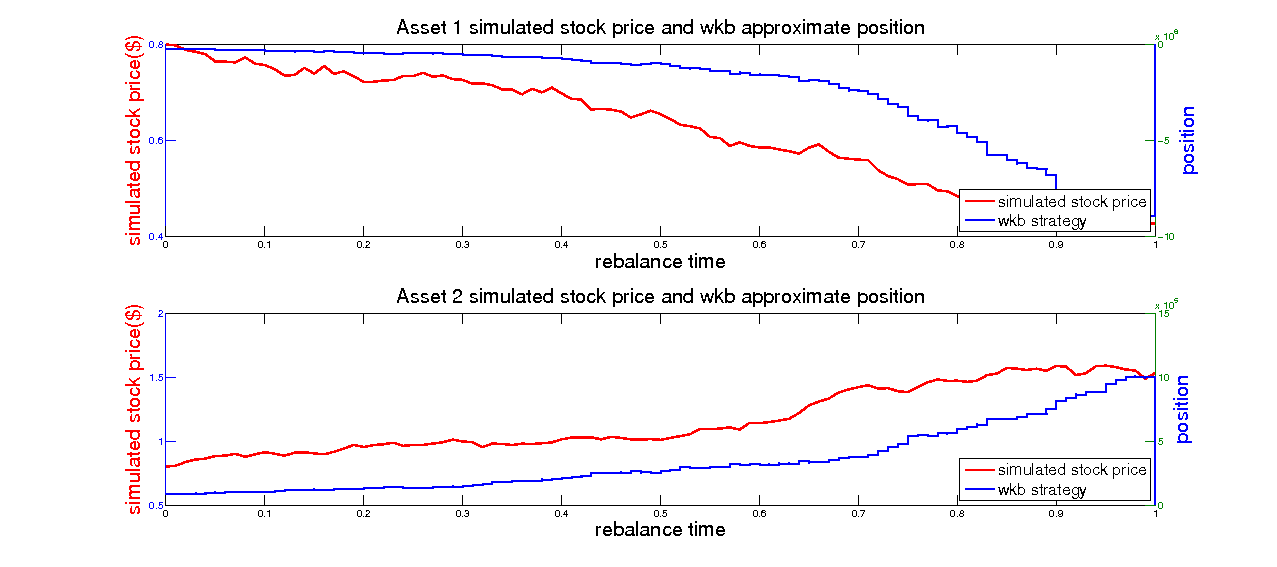 Asset 1 simulated stock price and wkb approximate position
simulated stock price($)
0.8
0.6
0.4
0
-5
-10
position
simulated stock price
wkb strategy
0 0.1 0.2 0.3 0.4 0.5 0.6 0.7 0.8 0.9 1
rebalance time
Asset 2 simulated stock price and wkb approximate position
simulated stock price($)
2
1.5
1
0.5
15
10
5
0
position
simulated stock price
wkb strategy
0 0.1 0.2 0.3 0.4 0.5 0.6 0.7 0.8 0.9 1
rebalance time